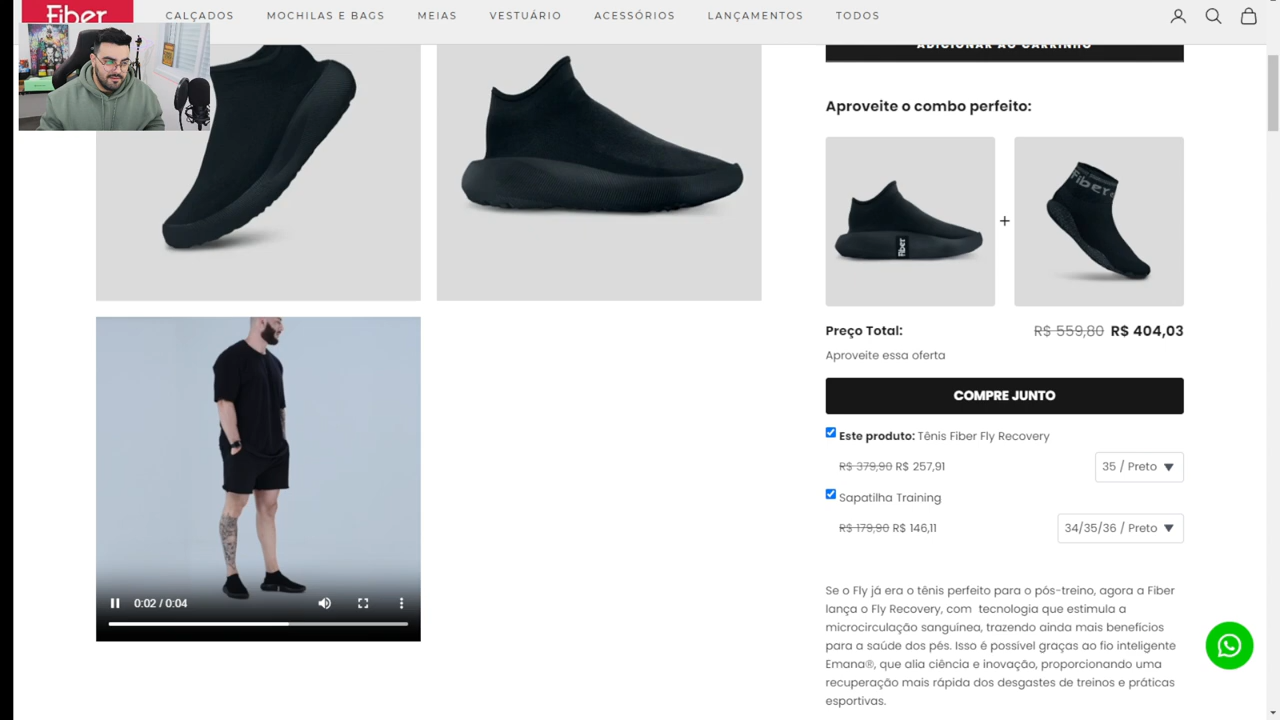 Fiber
CALÇADOS MOCHILAS E BAGS MEIAS VESTUÁRIO ACESSÓRIOS LANÇAMENTOS TODOS
ADICIONAR AO CARRINHO
Aproveite o combo perfeito:
Fiber
Fiber
+
Preço Total: R$ 559,80 R$ 404,03
Aproveite essa oferta
COMPRE JUNTO
Este produto: Tênis Fiber Fly Recovery
R$ 379,90 R$ 257,91 35 / Preto
Sapatilha Training
R$ 179,90 R$ 146,11 34/35/36 / Preto
0:02 / 0:04
Se o Fly já era o tênis perfeito para o pós-treino, agora a Fiber
lança o Fly Recovery, com tecnologia que estimula a
microcirculação sanguínea, trazendo ainda mais benefícios
para a saúde dos pés. Isso é possível graças ao fio inteligente
Emana®, que alia ciência e inovação, proporcionando uma
recuperação mais rápida dos desgastes de treinos e práticas
esportivas.